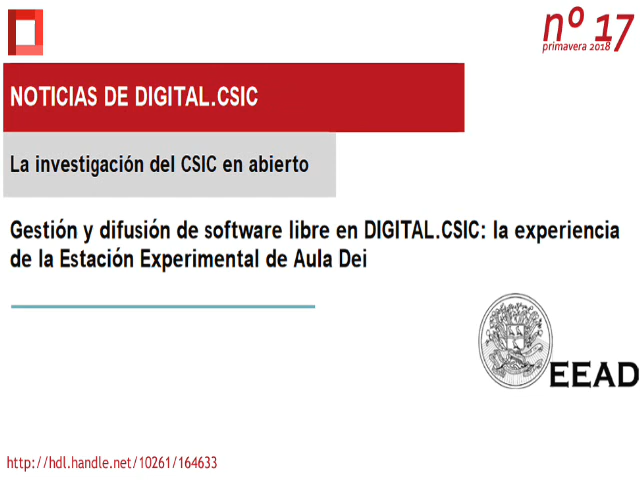 nº 17
primavera 2018
NOTICIAS DE DIGITAL.CSIC
La investigación del CSIC en abierto
Gestión y difusión de software libre en DIGITAL.CSIC: la experiencia
de la Estación Experimental de Aula Dei
EEAD
http://hdl.handle.net/10261/164633